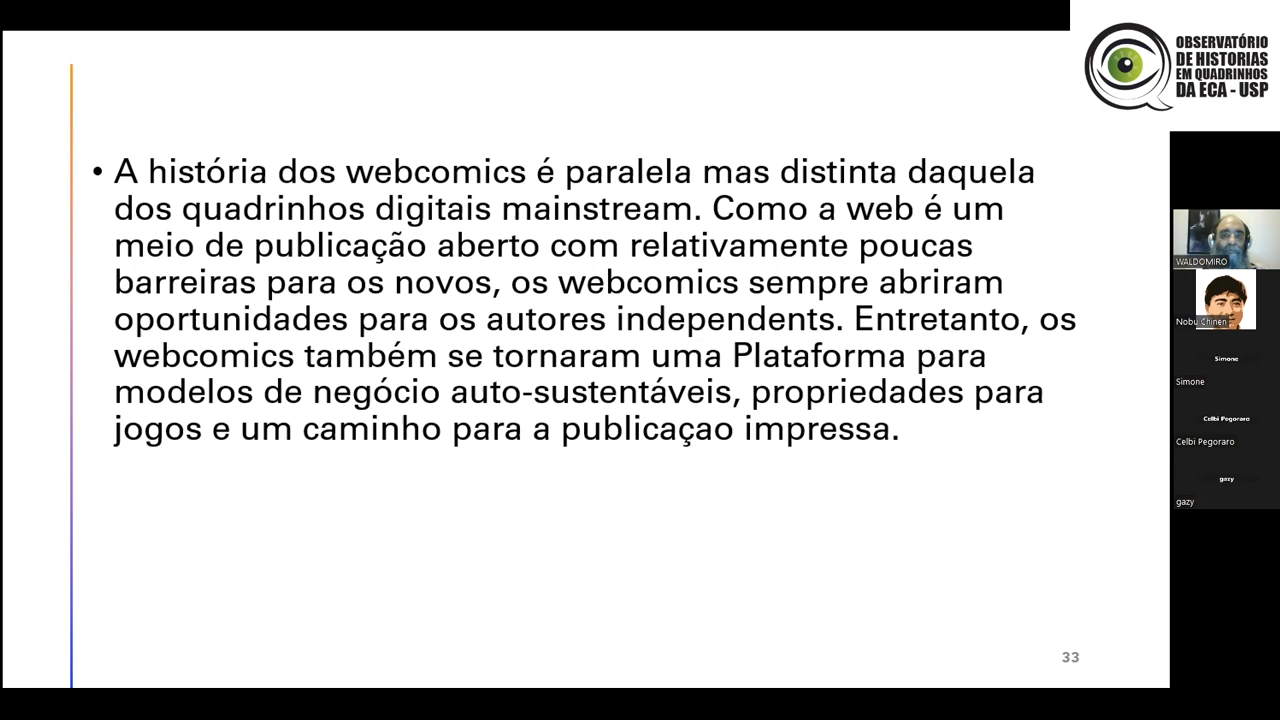 OBSERVATÓRIO
DE HISTORIAS
EM QUADRINHOS
DA ECA - USP
• A história dos webcomics é paralela mas distinta daquela
dos quadrinhos digitais mainstream. Como a web é um
meio de publicação aberto com relativamente poucas
barreiras para os novos, os webcomics sempre abriram
oportunidades para os autores independents. Entretanto, os
webcomics também se tornaram uma Plataforma para
modelos de negócio auto-sustentáveis, propriedades para
jogos e um caminho para a publicaçao impressa.
33
WALDOMIRO
Nobu Chinen
Simone
Simone
Celbi Pegoraro
Celbi Pegoraro
gazy
gazy